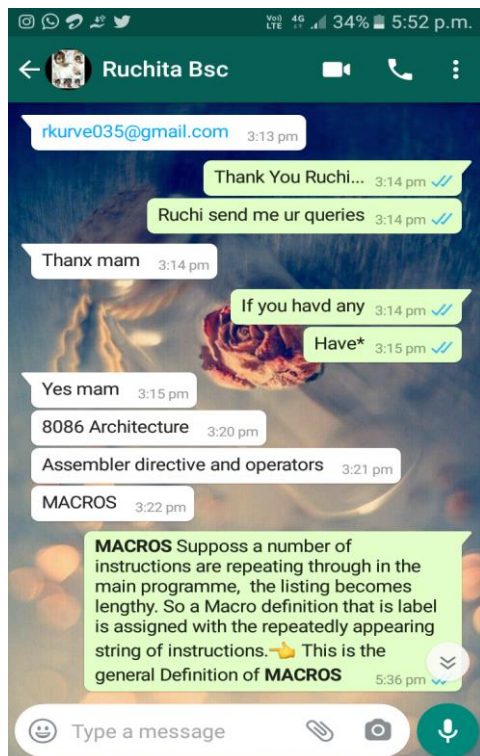 Voi) LTE 4G 34% 5:52 p.m.
Ruchita Bsc
rkurve035@gmail.com 3:13 pm
Thank You Ruchi... 3:14 pm
Ruchi send me ur queries 3:14 pm
Thanx mam 3:14 pm
If you havd any 3:14 pm
Have* 3:15 pm
Yes mam 3:15 pm
8086 Architecture 3:20 pm
Assembler directive and operators 3:21 pm
MACROS 3:22 pm
MACROS Supposs a number of
instructions are repeating through in the
main programme, the listing becomes
lengthy. So a Macro definition that is label
is assigned with the repeatedly appearing
string of instructions.👈 This is the
general Definition of MACROS 5:36 pm
Type a message